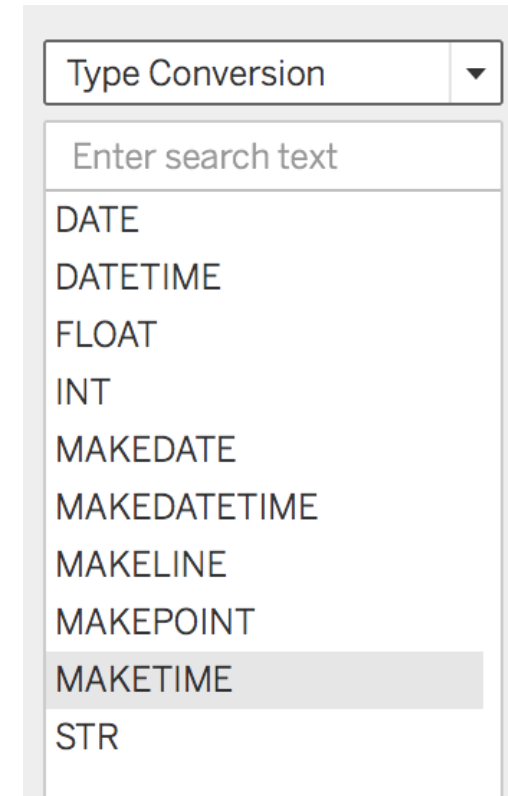 Type Conversion
Enter search text
DATE
DATETIME
FLOAT
INT
MAKEDATE
MAKEDATETIME
MAKELINE
MAKEPOINT
MAKETIME
STR